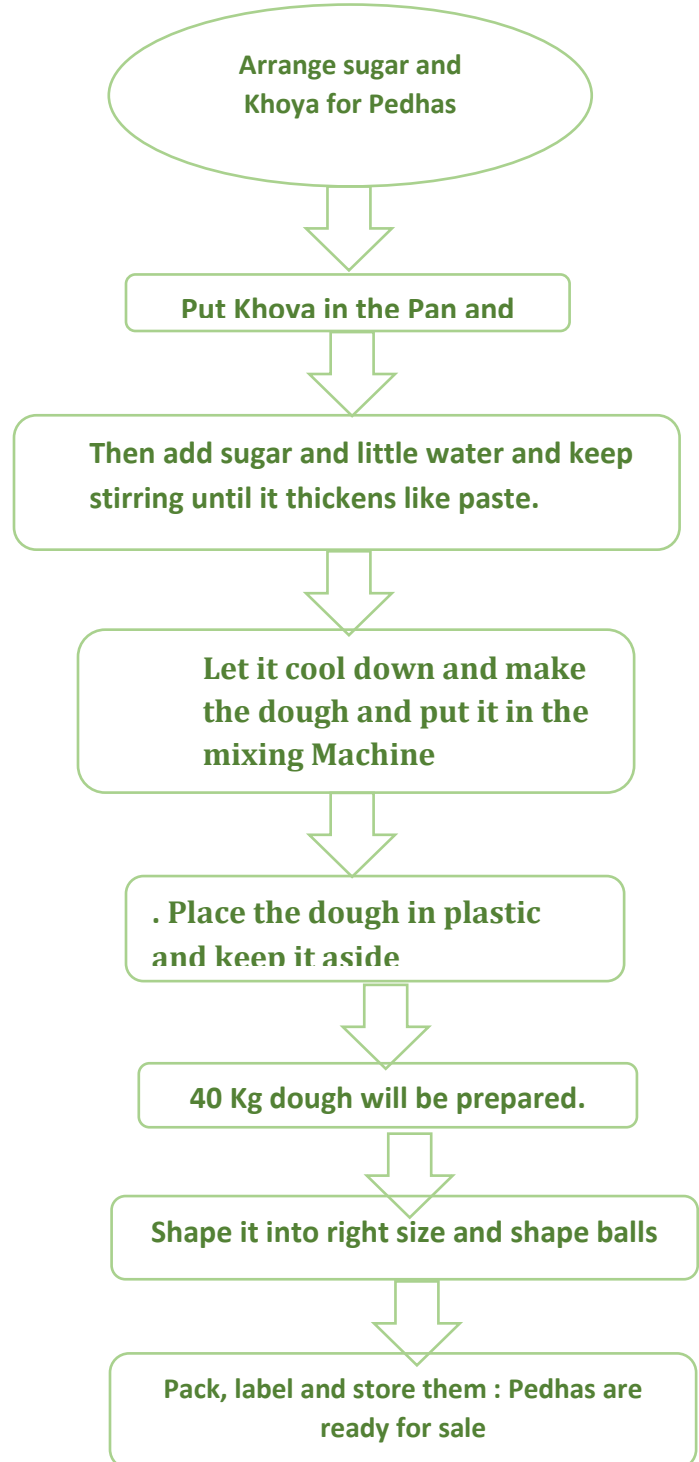 Arrange sugar and
Khoya for Pedhas
Put Khoya in the Pan and
Then add sugar and little water and keep
stirring until it thickens like paste.
Let it cool down and make
the dough and put it in the
mixing Machine
. Place the dough in plastic
and keep it aside
40 Kg dough will be prepared.
Shape it into right size and shape balls
Pack, label and store them : Pedhas are
ready for sale